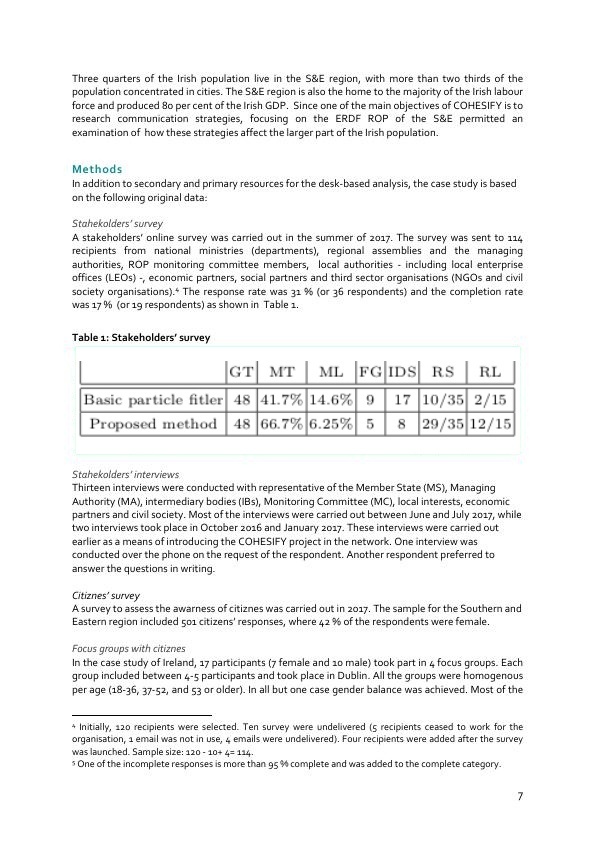 Three quarters of the Irish population live in the S&E region, with more than two thirds of the
population concentrated in cities. The S&E region is also the home to the majority of the Irish labour
force and produced 80 per cent of the Irish GDP. Since one of the main objectives of COHESIFY is to
research communication strategies, focusing on the ERDF ROP of the S&E permitted an
examination of how these strategies affect the larger part of the Irish population.
Methods
In addition to secondary and primary resources for the desk-based analysis, the case study is based
on the following original data:
Stahekolders' survey
A stakeholders' online survey was carried out in the summer of 2017. The survey was sent to 114
recipients from national ministries (departments), regional assemblies and the managing
authorities, ROP monitoring committee members, local authorities - including local enterprise
offices (LEOs) -, economic partners, social partners and third sector organisations (NGOs and civil
society organisations).⁴ The response rate was 31 % (or 36 respondents) and the completion rate
was 17 % (or 19 respondents) as shown in Table 1.
Table 1: Stakeholders' survey
GT MT ML FG IDS RS RL
Basic particle fitler 48 41.7% 14.6% 9 17 10/35 2/15
Proposed method 48 66.7% 6.25% 5 8 29/35 12/15
Stahekolders' interviews
Thirteen interviews were conducted with representative of the Member State (MS), Managing
Authority (MA), intermediary bodies (IBs), Monitoring Committee (MC), local interests, economic
partners and civil society. Most of the interviews were carried out between June and July 2017, while
two interviews took place in October 2016 and January 2017. These interviews were carried out
earlier as a means of introducing the COHESIFY project in the network. One interview was
conducted over the phone on the request of the respondent. Another respondent preferred to
answer the questions in writing.
Citiznes' survey
A survey to assess the awarness of citiznes was carried out in 2017. The sample for the Southern and
Eastern region included 501 citizens' responses, where 42 % of the respondents were female.
Focus groups with citiznes
In the case study of Ireland, 17 participants (7 female and 10 male) took part in 4 focus groups. Each
group included between 4-5 participants and took place in Dublin. All the groups were homogenous
per age (18-36, 37-52, and 53 or older). In all but one case gender balance was achieved. Most of the
⁴ Initially, 120 recipients were selected. Ten survey were undelivered (5 recipients ceased to work for the
organisation, 1 email was not in use, 4 emails were undelivered). Four recipients were added after the survey
was launched. Sample size: 120 - 10+ 4= 114.
⁵ One of the incomplete responses is more than 95 % complete and was added to the complete category.
7